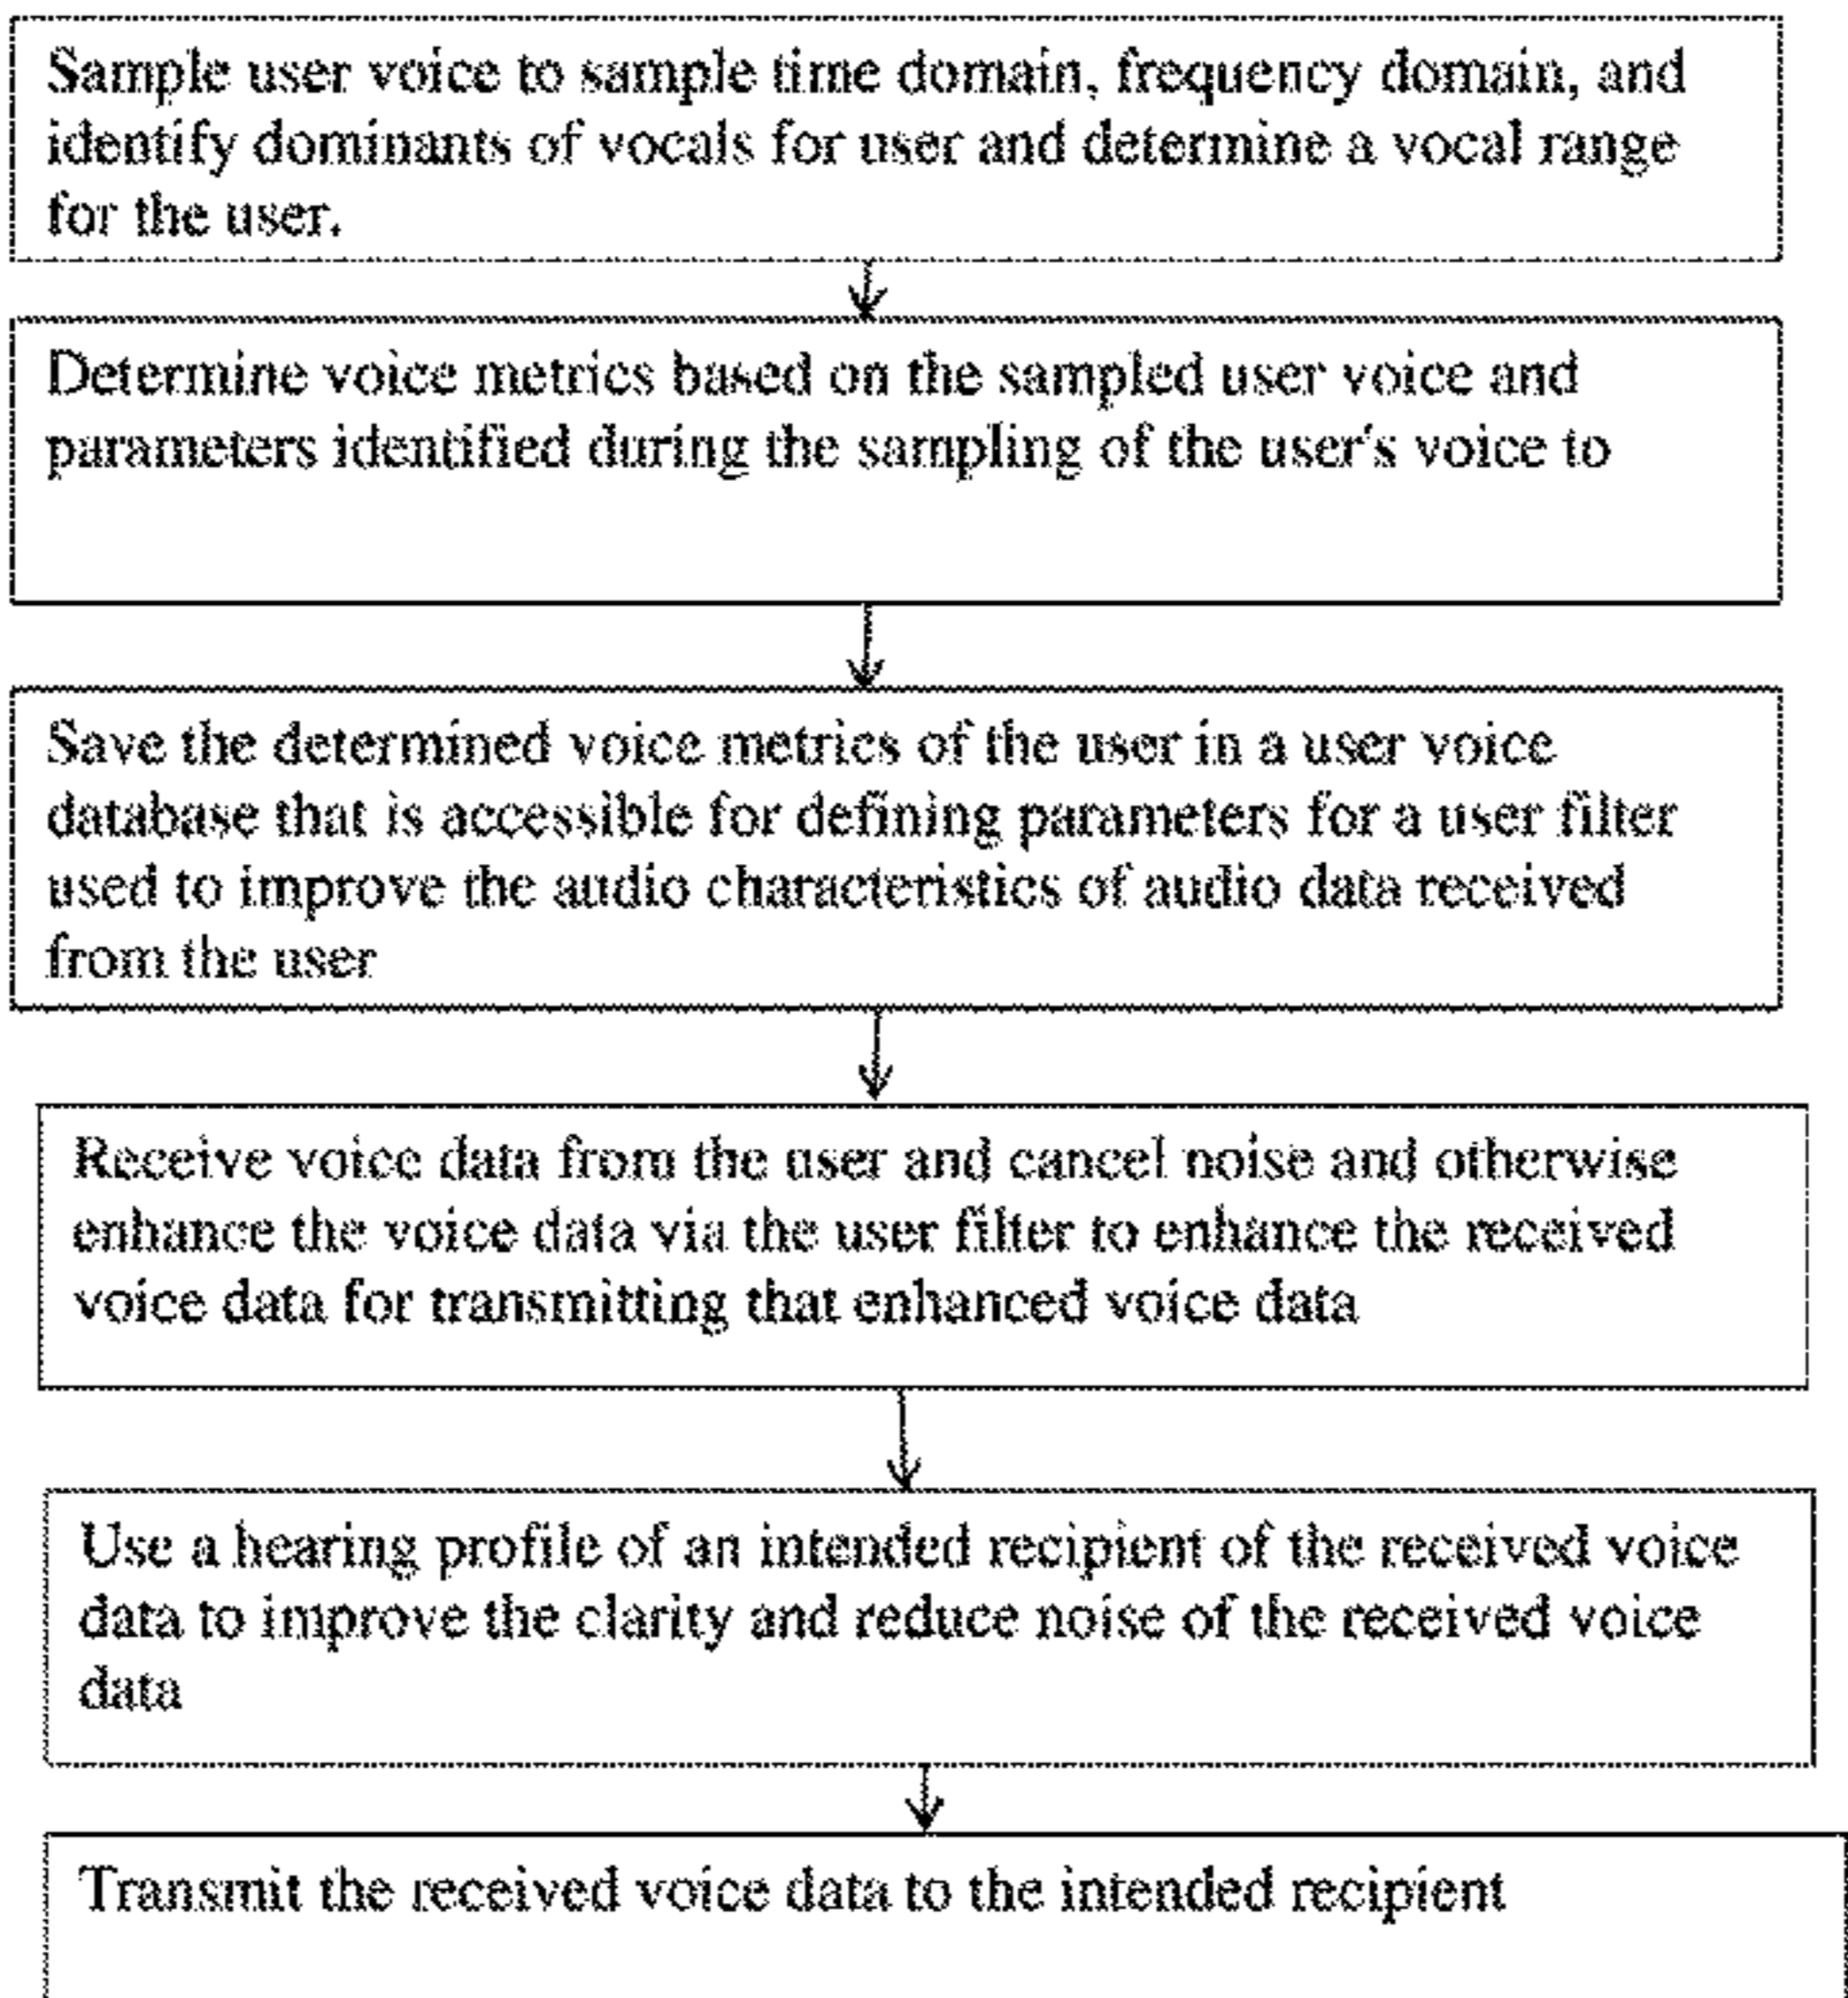 Sample user voice to sample time domain, frequency domain, and
identify dominants of vocals for user and determine a vocal range
for the user.
Determine voice metrics based on the sampled user voice and
parameters identified during the sampling of the user's voice to
Save the determined voice metrics of the user in a user voice
database that is accessible for defining parameters for a user filter
used to improve the audio characteristics of audio data received
from the user
Receive voice data from the user and cancel noise and otherwise
enhance the voice data via the user filter to enhance the received
voice data for transmitting that enhanced voice data
Use a hearing profile of an intended recipient of the received voice
data to improve the clarity and reduce noise of the received voice
data
Transmit the received voice data to the intended recipient